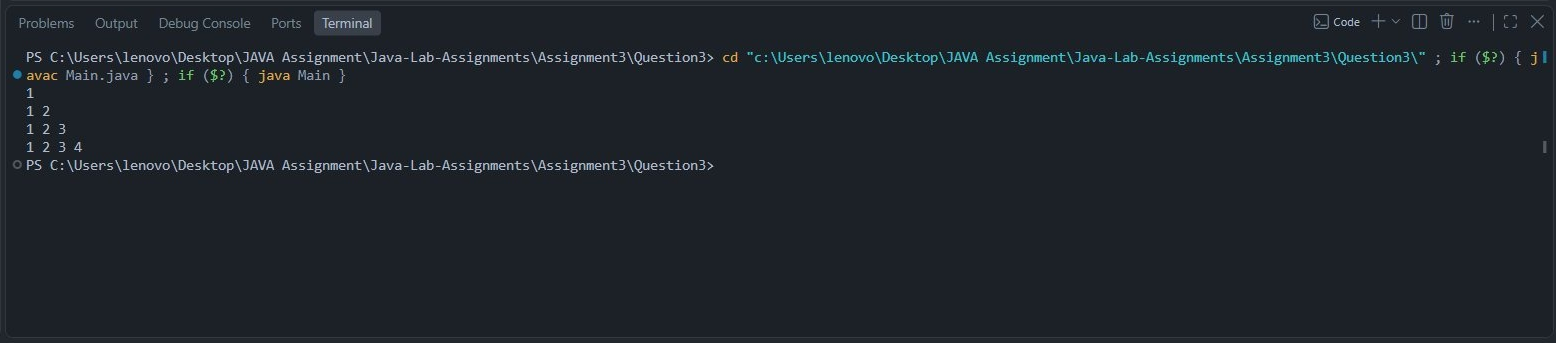 Problems Output Debug Console Ports Terminal Code
PS C:\Users\lenovo\Desktop\JAVA Assignment\Java-Lab-Assignments\Assignment3\Question3> cd "c:\Users\lenovo\Desktop\JAVA Assignment\Java-Lab-Assignments\Assignment3\Question3\" ; if ($?) { j
avac Main.java } ; if ($?) { java Main }
1
1 2
1 2 3
1 2 3 4
PS C:\Users\lenovo\Desktop\JAVA Assignment\Java-Lab-Assignments\Assignment3\Question3>